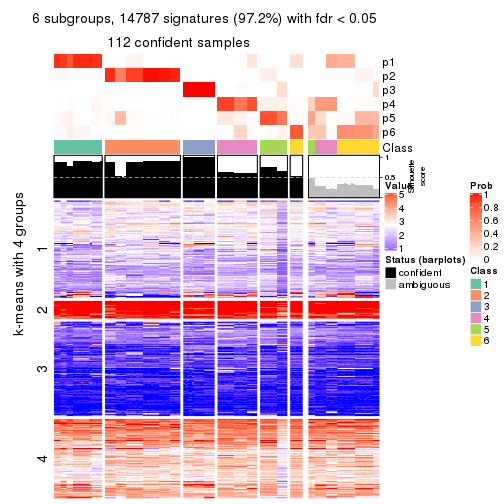 6 subgroups, 14787 signatures (97.2%) with fdr < 0.05
112 confident samples
p1
p2
p3
p4
p5
p6
Class
1
0.5
0
Silhouette
score
k-means with 4 groups
1
2
3
4
Value
5
4
3
2
1
Status (barplots)
confident
ambiguous
Prob
1
0.8
0.6
0.4
0.2
0
Class
1
2
3
4
5
6